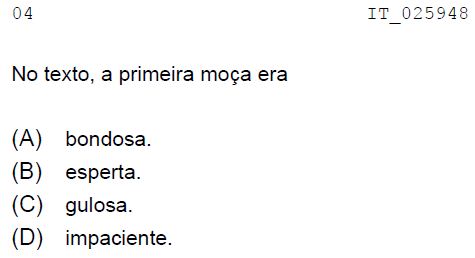 04 IT_025948
No texto, a primeira moça era
(A) bondosa.
(B) esperta.
(C) gulosa.
(D) impaciente.